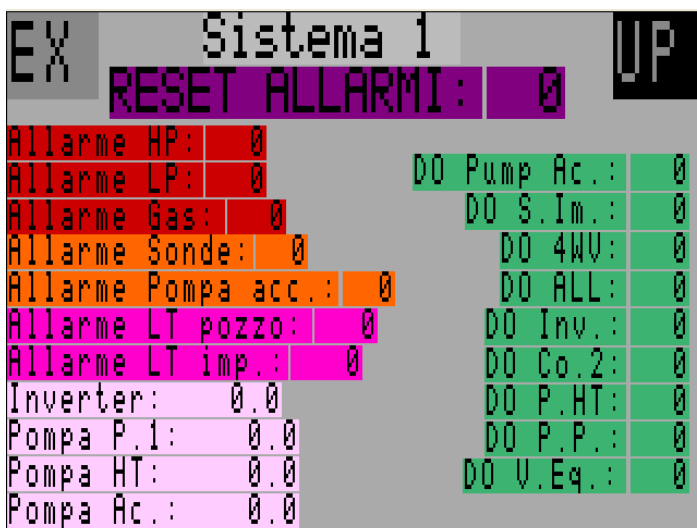 EX Sistema 1 UP
RESET ALLARMI: 0
Allarme HP: 0
Allarme LP: 0
Allarme Gas: 0
Allarme Sonde: 0
Allarme Pompa acc.: 0
Allarme LT pozzo: 0
Allarme LT imp.: 0
Inverter: 0.0
Pompa P.1: 0.0
Pompa HT: 0.0
Pompa Ac.: 0.0
DO Pump Ac.: 0
DO S.Im.: 0
DO 4WV: 0
DO ALL: 0
DO Inv.: 0
DO Co.2: 0
DO P.HT: 0
DO P.P.: 0
DO V.Eq.: 0